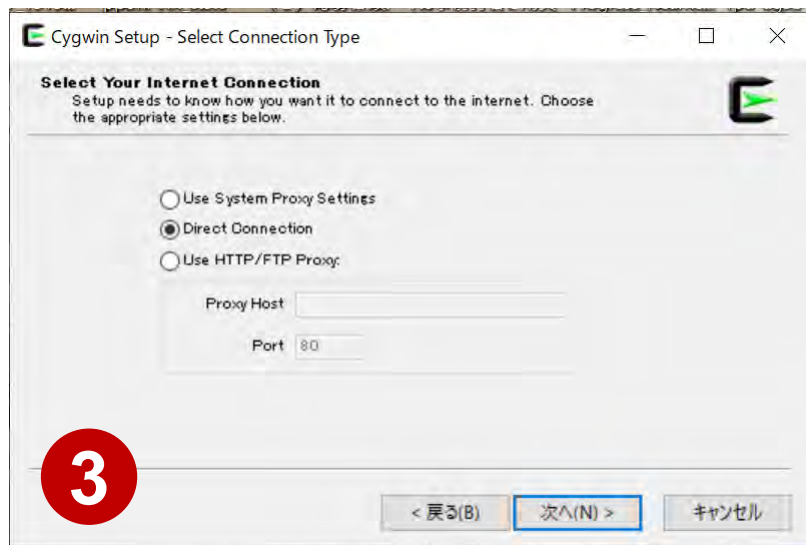 Cygwin Setup - Select Connection Type
Select Your Internet Connection
Setup needs to know how you want it to connect to the internet. Choose
the appropriate settings below.
Use System Proxy Settings
Direct Connection
Use HTTP/FTP Proxy:
Proxy Host
Port 80
3
< 戻る(B) 次へ(N) > キャンセル